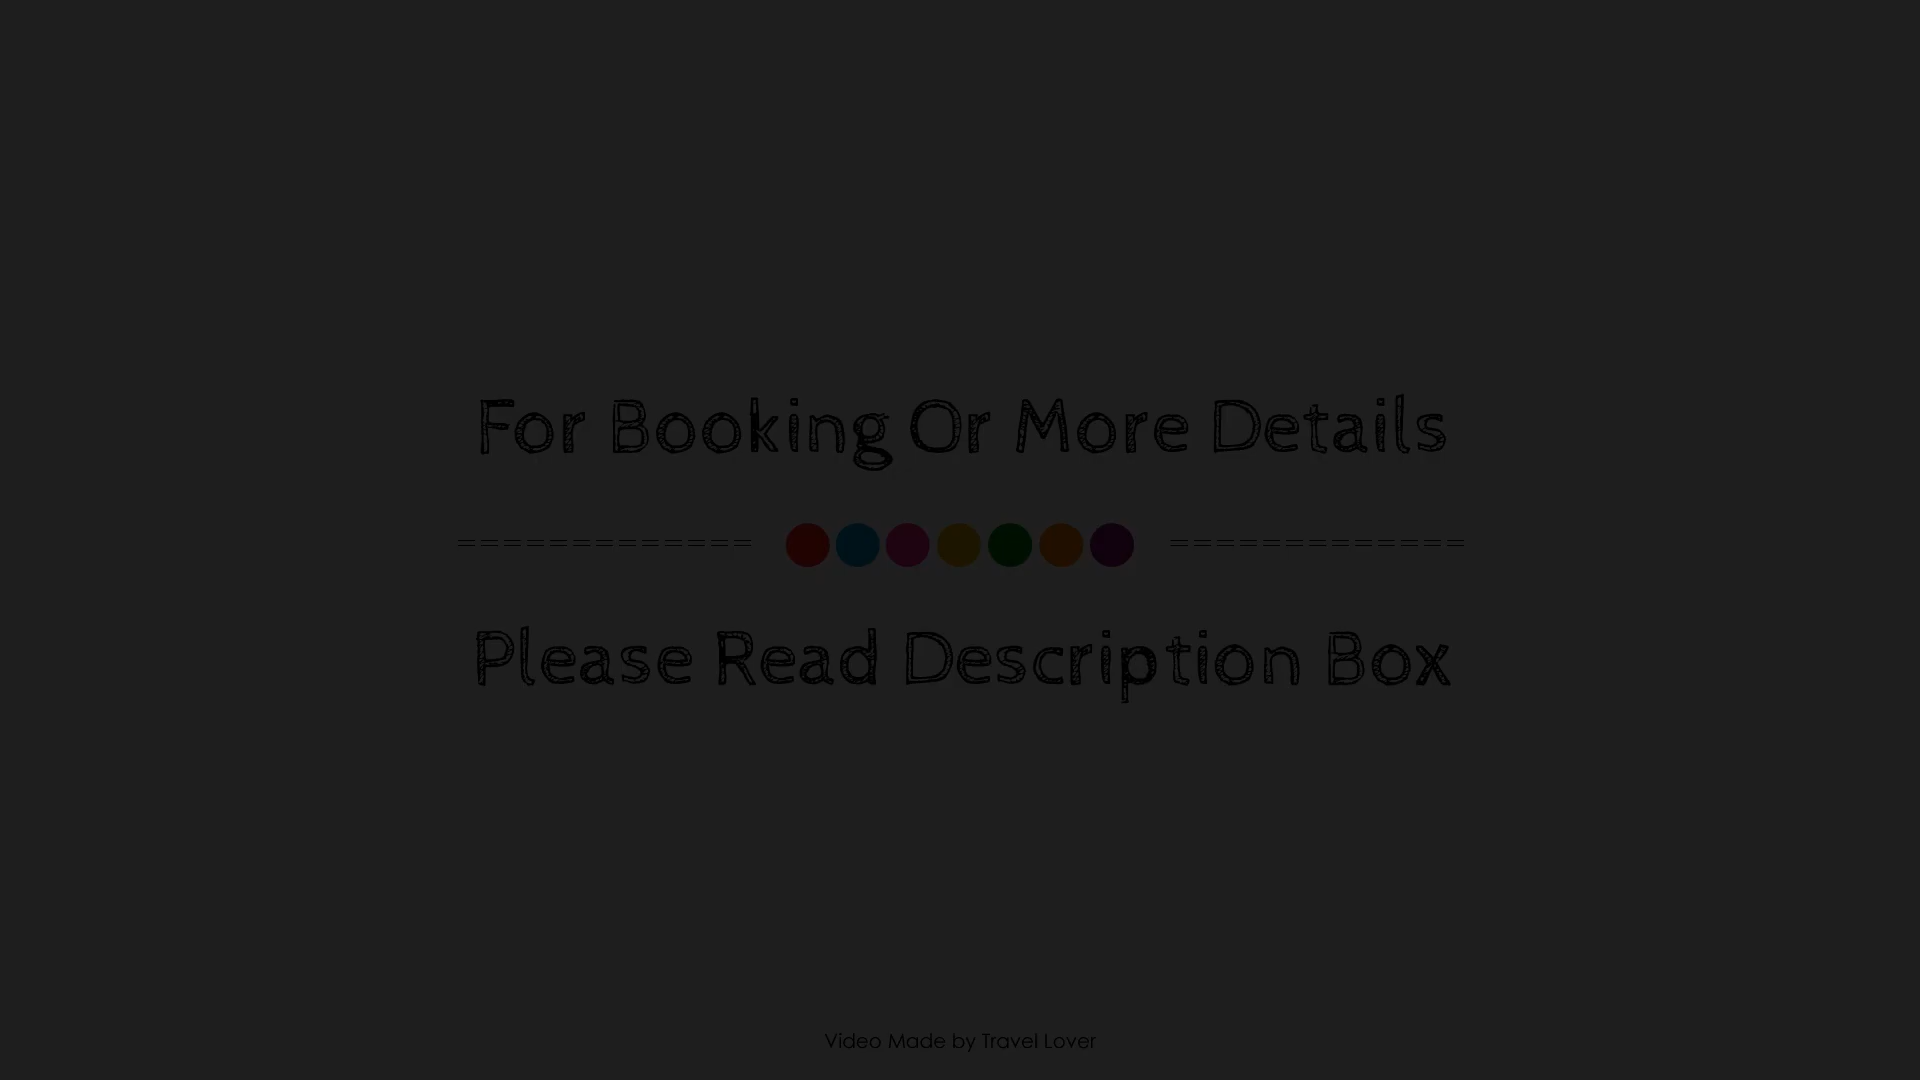 For Booking Or More Details
============= =============
Please Read Description Box
Video Made by Travel Lover